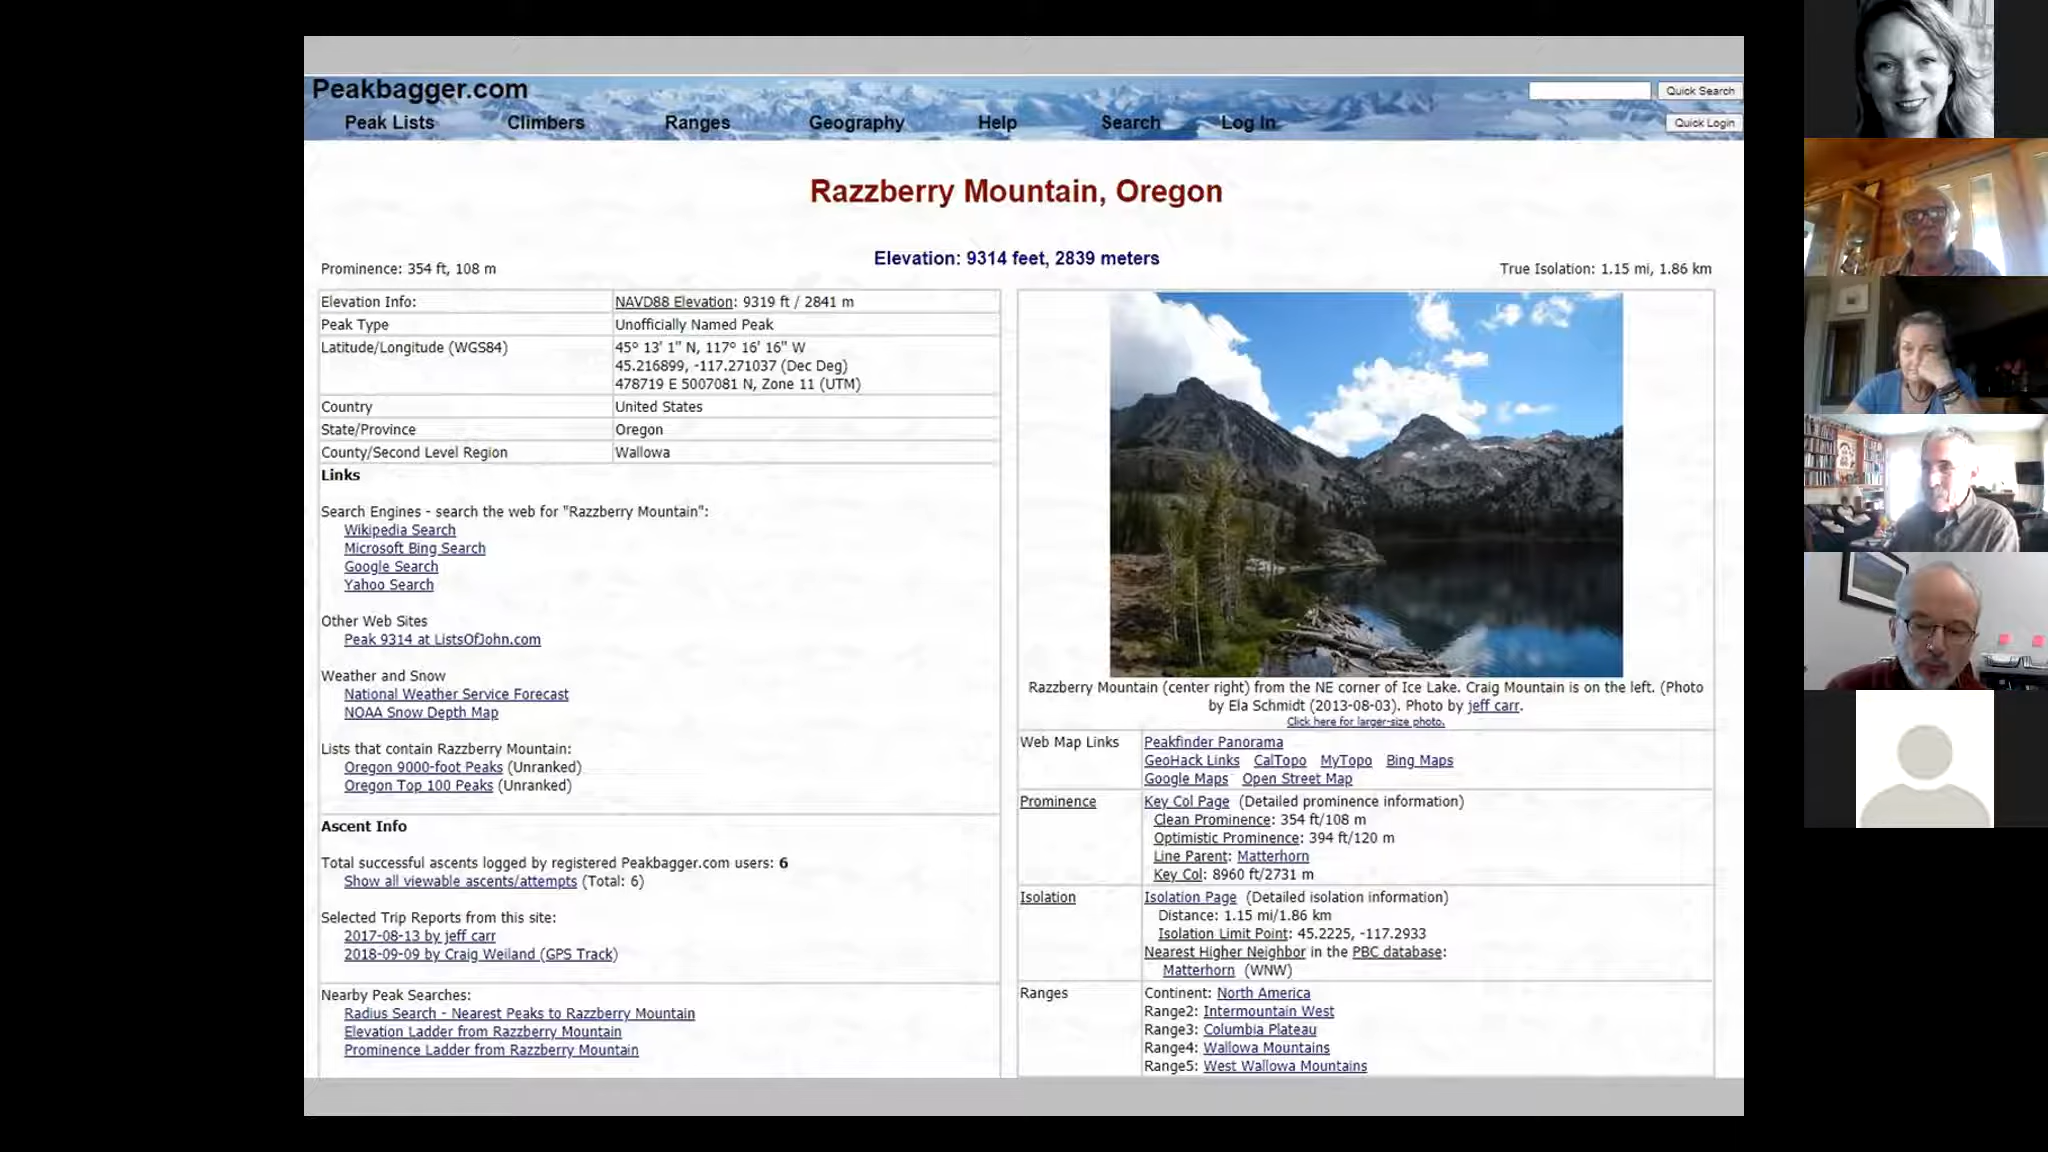 Peakbagger.com
Quick Search
Peak Lists Climbers Ranges Geography Help Search Log In
Quick Login
Razzberry Mountain, Oregon
Elevation: 9314 feet, 2839 meters
Prominence: 354 ft, 108 m
True Isolation: 1.15 mi, 1.86 km
Elevation Info: NAVD88 Elevation: 9319 ft / 2841 m
Peak Type Unofficially Named Peak
Latitude/Longitude (WGS84) 45° 13' 1" N, 117° 16' 16" W
45.216899, -117.271037 (Dec Deg)
478719 E 5007081 N, Zone 11 (UTM)
Country United States
State/Province Oregon
County/Second Level Region Wallowa
Links
Search Engines - search the web for "Razzberry Mountain":
Wikipedia Search
Microsoft Bing Search
Google Search
Yahoo Search
Other Web Sites
Peak 9314 at ListsOfJohn.com
Weather and Snow
National Weather Service Forecast
NOAA Snow Depth Map
Lists that contain Razzberry Mountain:
Oregon 9000-foot Peaks (Unranked)
Oregon Top 100 Peaks (Unranked)
Ascent Info
Total successful ascents logged by registered Peakbagger.com users: 6
Show all viewable ascents/attempts (Total: 6)
Selected Trip Reports from this site:
2017-08-13 by jeff carr
2018-09-09 by Craig Weiland (GPS Track)
Nearby Peak Searches:
Radius Search - Nearest Peaks to Razzberry Mountain
Elevation Ladder from Razzberry Mountain
Prominence Ladder from Razzberry Mountain
Razzberry Mountain (center right) from the NE corner of Ice Lake. Craig Mountain is on the left. (Photo
by Ela Schmidt (2013-08-03). Photo by jeff carr.
Click here for larger-size photo.
Web Map Links Peakfinder Panorama
GeoHack Links CalTopo MyTopo Bing Maps
Google Maps Open Street Map
Prominence Key Col Page (Detailed prominence information)
Clean Prominence: 354 ft/108 m
Optimistic Prominence: 394 ft/120 m
Line Parent: Matterhorn
Key Col: 8960 ft/2731 m
Isolation Isolation Page (Detailed isolation information)
Distance: 1.15 mi/1.86 km
Isolation Limit Point: 45.2225, -117.2933
Nearest Higher Neighbor in the PBC database:
Matterhorn (WNW)
Ranges Continent: North America
Range2: Intermountain West
Range3: Columbia Plateau
Range4: Wallowa Mountains
Range5: West Wallowa Mountains